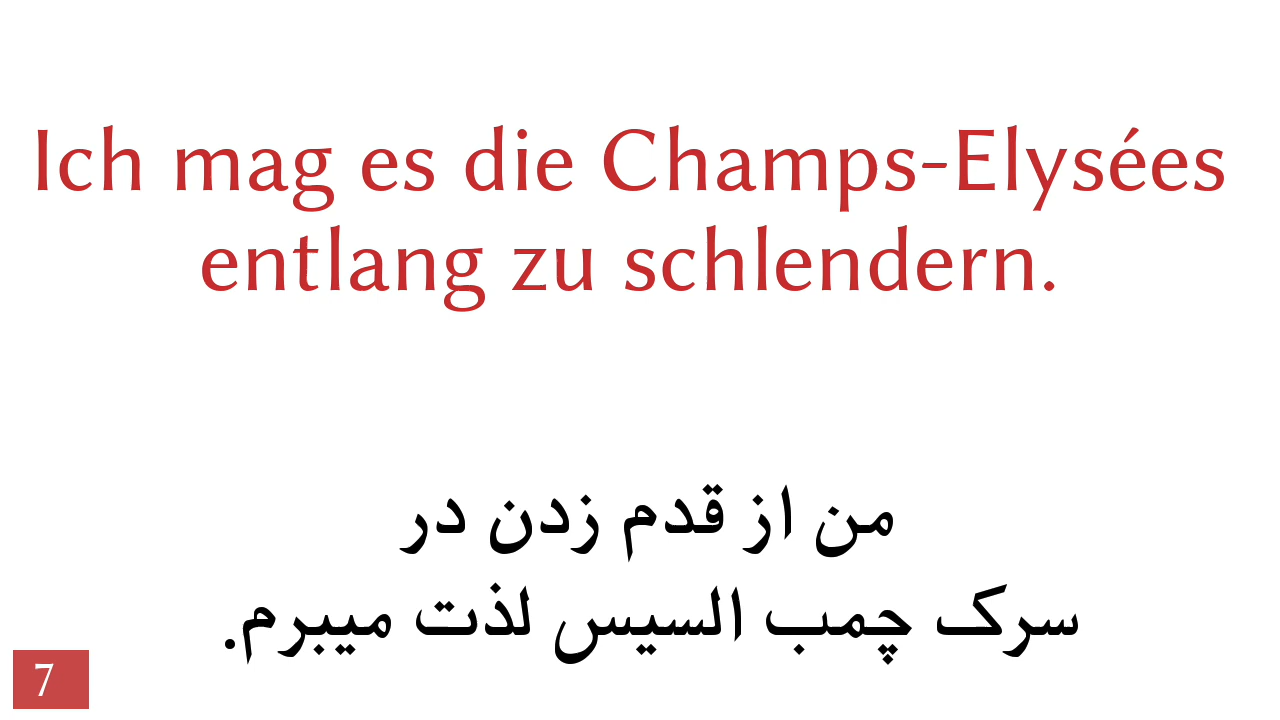 Ich mag es die Champs-Elysées
entlang zu schlendern.
من از قدم زدن در
سرک چمب السیس لذت میبرم.
7